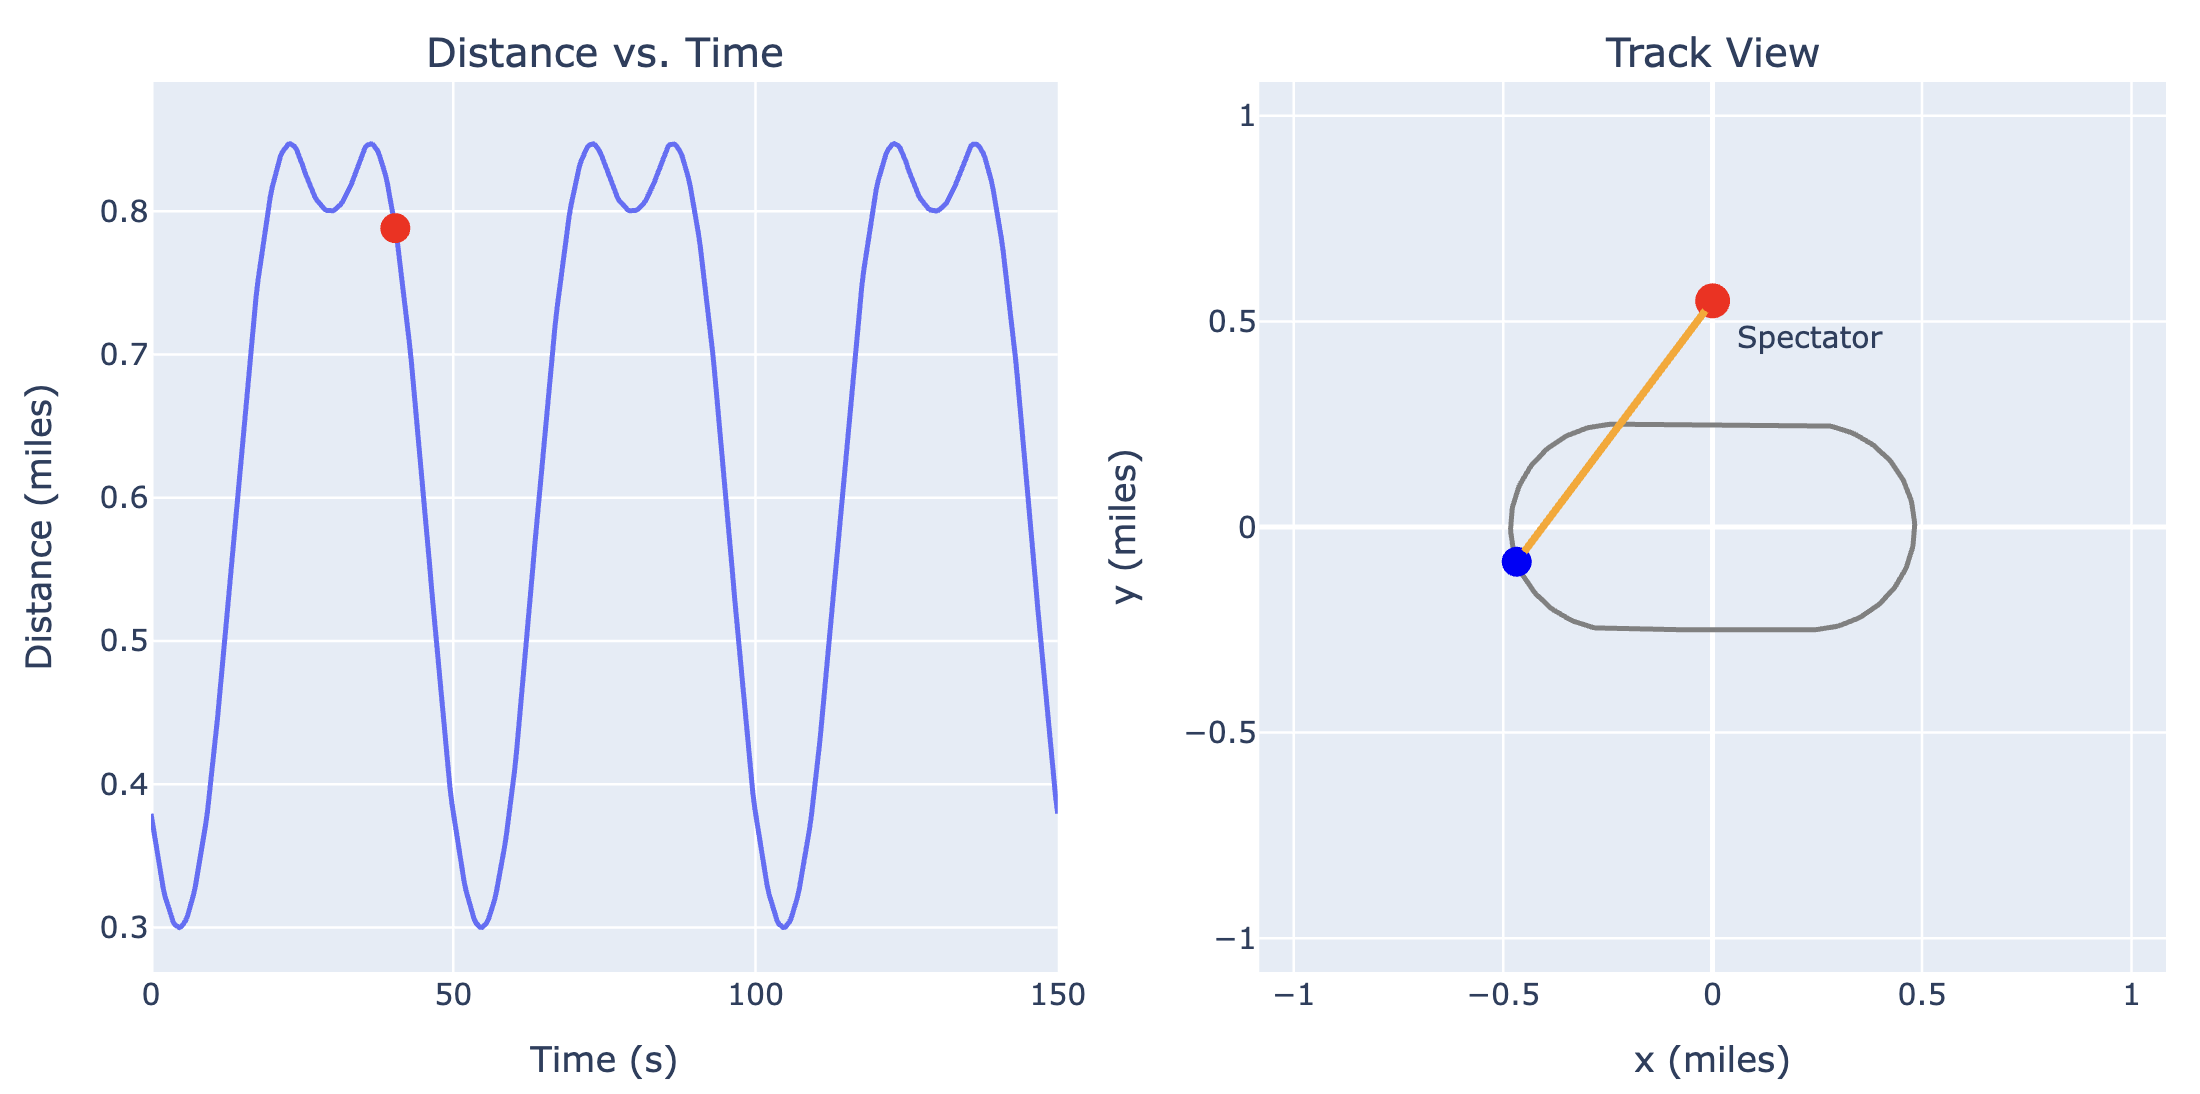 Distance vs. Time
Distance (miles)
0.8
0.7
0.6
0.5
0.4
0.3
0
50
100
150
Time (s)
Track View
y (miles)
1
0.5
0
−0.5
−1
Spectator
−1
−0.5
0
0.5
1
x (miles)